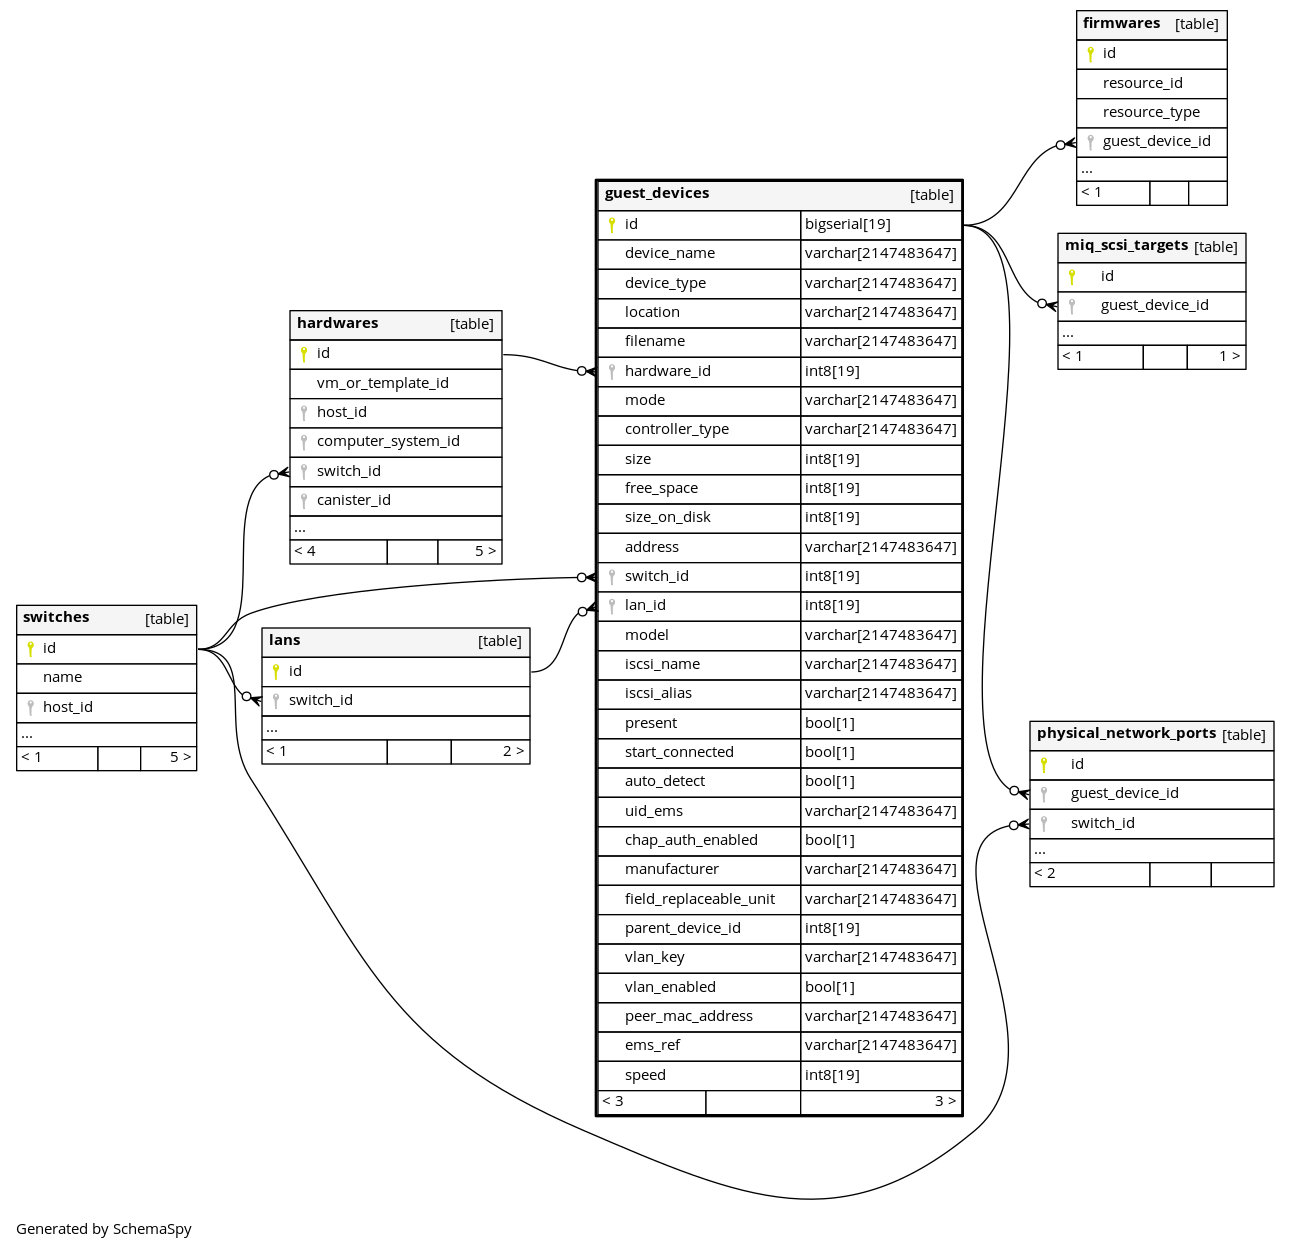 firmwares [table]
id
resource_id
resource_type
guest_device_id
...
< 1
guest_devices [table]
id bigserial[19]
device_name varchar[2147483647]
device_type varchar[2147483647]
location varchar[2147483647]
filename varchar[2147483647]
hardware_id int8[19]
mode varchar[2147483647]
controller_type varchar[2147483647]
size int8[19]
free_space int8[19]
size_on_disk int8[19]
address varchar[2147483647]
switch_id int8[19]
lan_id int8[19]
model varchar[2147483647]
iscsi_name varchar[2147483647]
iscsi_alias varchar[2147483647]
present bool[1]
start_connected bool[1]
auto_detect bool[1]
uid_ems varchar[2147483647]
chap_auth_enabled bool[1]
manufacturer varchar[2147483647]
field_replaceable_unit varchar[2147483647]
parent_device_id int8[19]
vlan_key varchar[2147483647]
vlan_enabled bool[1]
peer_mac_address varchar[2147483647]
ems_ref varchar[2147483647]
speed int8[19]
< 3 3 >
miq_scsi_targets [table]
id
guest_device_id
...
< 1 1 >
hardwares [table]
id
vm_or_template_id
host_id
computer_system_id
switch_id
canister_id
...
< 4 5 >
switches [table]
id
name
host_id
...
< 1 5 >
lans [table]
id
switch_id
...
< 1 2 >
physical_network_ports [table]
id
guest_device_id
switch_id
...
< 2
Generated by SchemaSpy